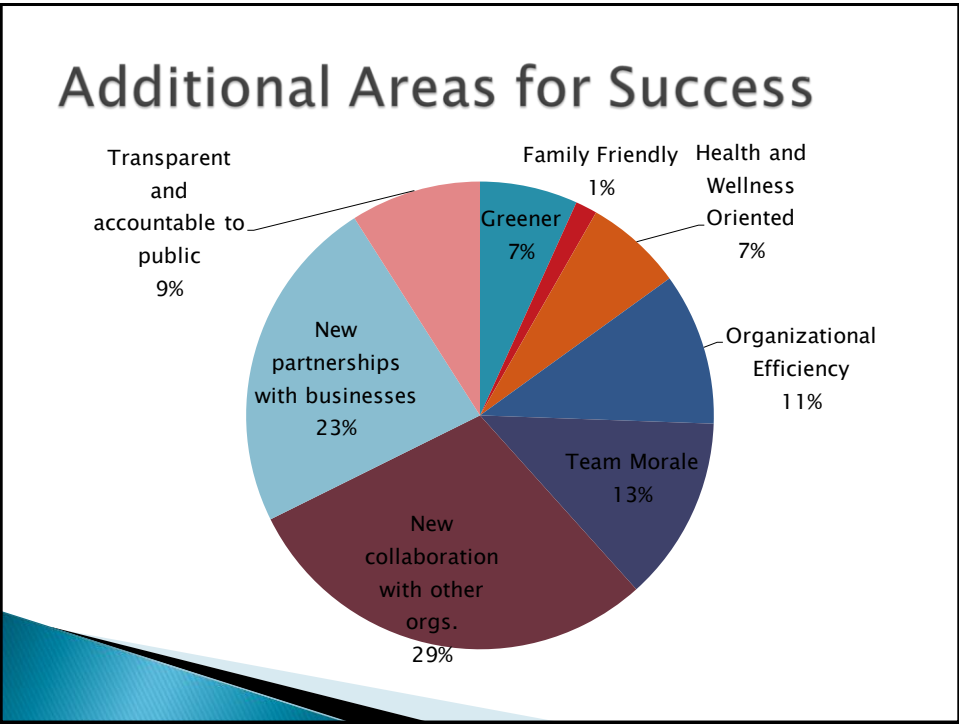 Additional Areas for Success
Transparent
and
accountable to
public
9%
Family Friendly
1%
Health and
Wellness
Oriented
7%
Greener
7%
Organizational
Efficiency
11%
New
partnerships
with businesses
23%
Team Morale
13%
New
collaboration
with other
orgs.
29%